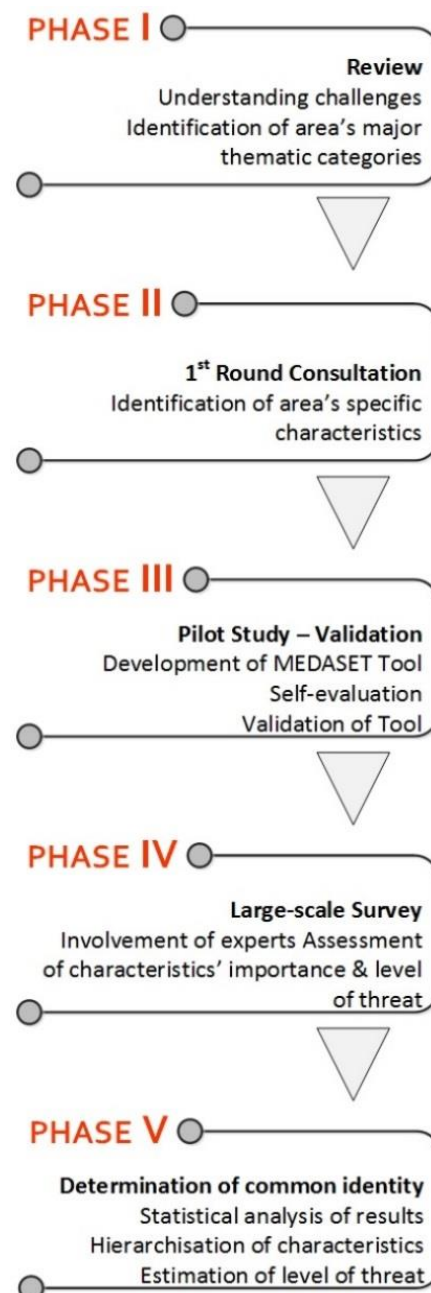 PHASE I
Review
Understanding challenges
Identification of area's major
thematic categories
PHASE II
1st Round Consultation
Identification of area's specific
characteristics
PHASE III
Pilot Study – Validation
Development of MEDASET Tool
Self-evaluation
Validation of Tool
PHASE IV
Large-scale Survey
Involvement of experts Assessment
of characteristics' importance & level
of threat
PHASE V
Determination of common identity
Statistical analysis of results
Hierarchisation of characteristics
Estimation of level of threat